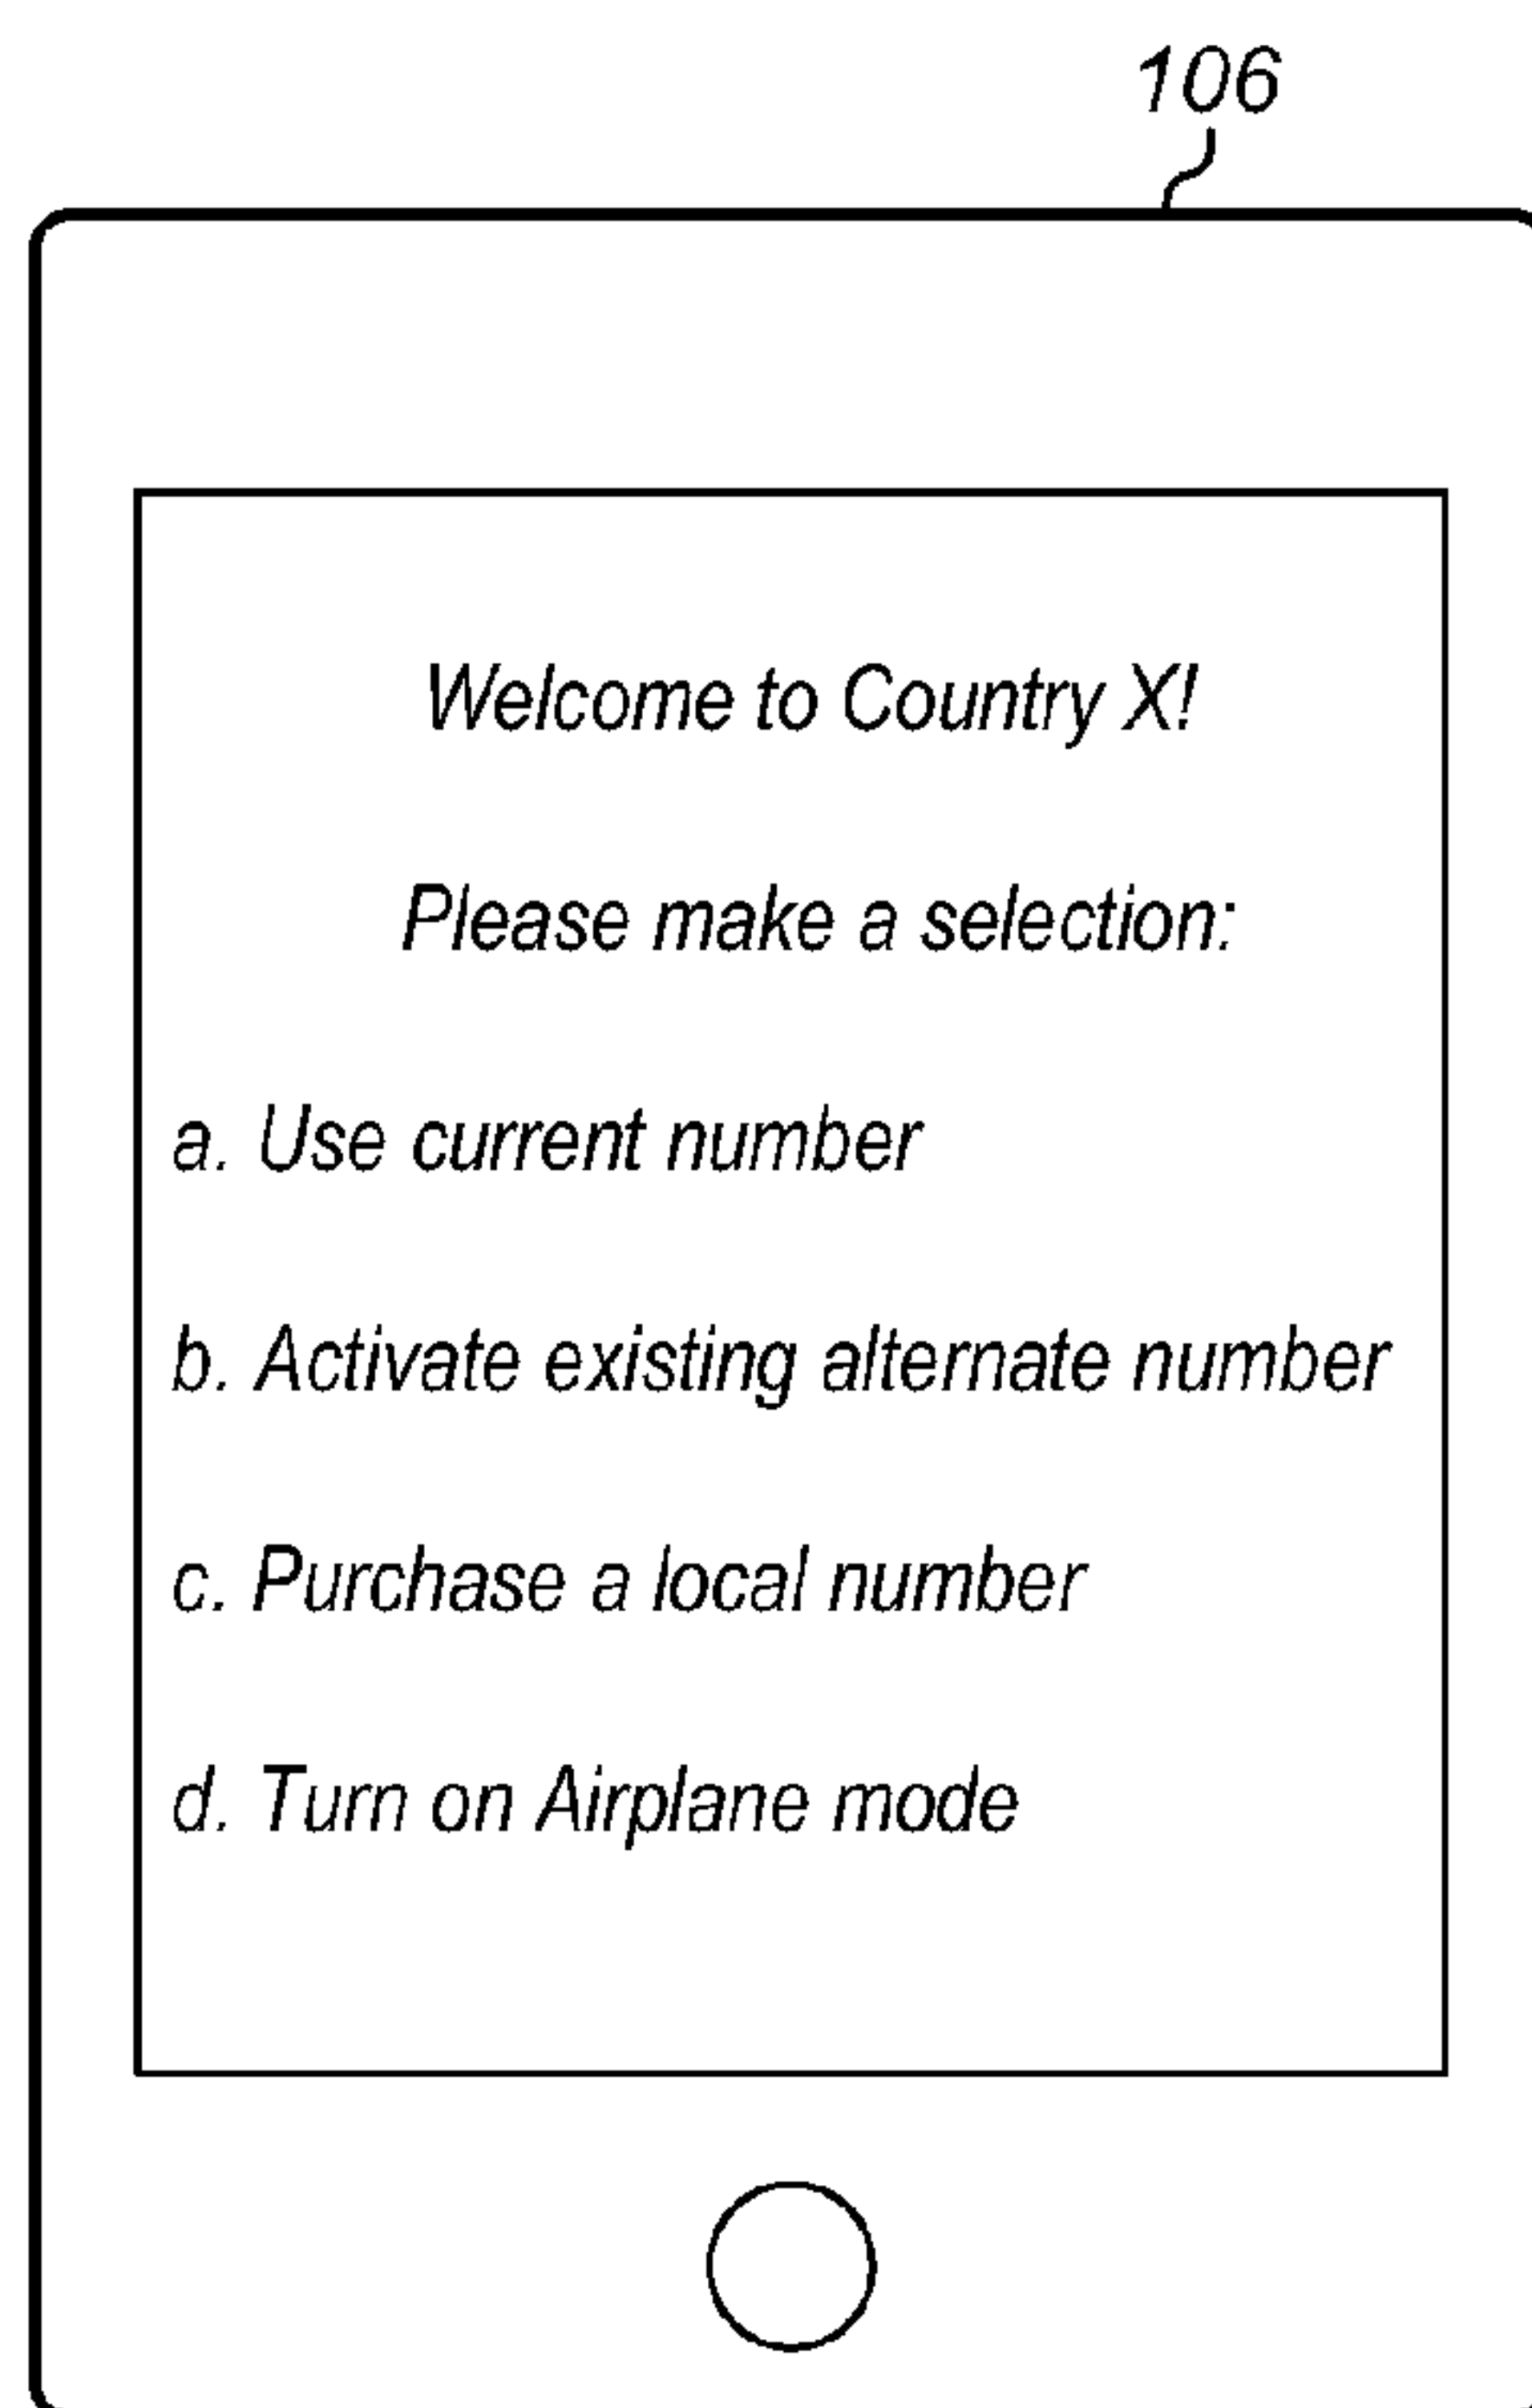 106
Welcome to Country X!
Please make a selection:
a. Use current number
b. Activate existing alternate number
c. Purchase a local number
d. Turn on Airplane mode